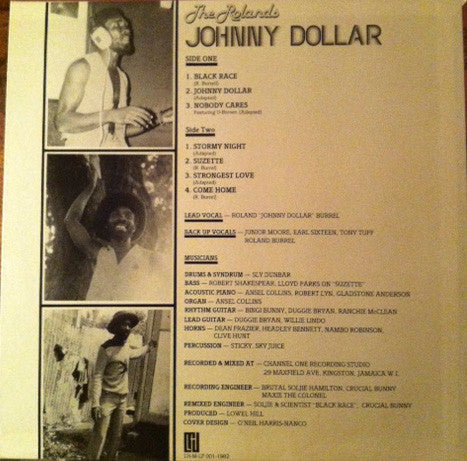 The Rolands
JOHNNY DOLLAR
SIDE ONE
1. BLACK RACE
(R. Burrell)
2. JOHNNY DOLLAR
(Adapted)
3. NOBODY CARES
Featuring U-Brown (Adapted)
Side Two
1. STORMY NIGHT
(Adapted)
2. SUZETTE
(R. Burrel)
3. STRONGEST LOVE
(Adapted)
4. COME HOME
(R. Burrel)
LEAD VOCAL — ROLAND 'JOHNNY DOLLAR' BURREL
BACK UP VOCALS — JUNIOR MOORE, EARL SIXTEEN, TONY TUFF
ROLAND BURREL
MUSICIANS
DRUMS & SYNDRUM — SLY DUNBAR
BASS — ROBERT SHAKESPEAR, LLOYD PARKS ON "SUZETTE"
ACOUSTIC PIANO — ANSEL COLLINS, ROBERT LYN, GLADSTONE ANDERSON
ORGAN — ANSEL COLLINS
RHYTHM GUITAR — BINGI BUNNY, DUGGIE BRYAN, RANCHIE McCLEAN
LEAD GUITAR — DUGGIE BRYAN, WILLIE LINDO
HORNS — DEAN FRAZIER, HEADLEY BENNETT, NAMBO ROBINSON,
CLIVE HUNT
PERCUSSION — STICKY, SKY JUICE
RECORDED & MIXED AT — CHANNEL ONE RECORDING STUDIO
29 MAXFIELD AVE, KINGSTON, JAMAICA W.I.
RECORDING ENGINEER — BRUTAL SOLJIE HAMILTON, CRUCIAL BUNNY
MAXIE THE COLONEL
REMIXED ENGINEER — SOLJIE & SCIENTIST "BLACK RACE", CRUCIAL BUNNY
PRODUCED — LOWEL HILL
COVER DESIGN — O'NEIL HARRIS-NANCO
LP 001-1982